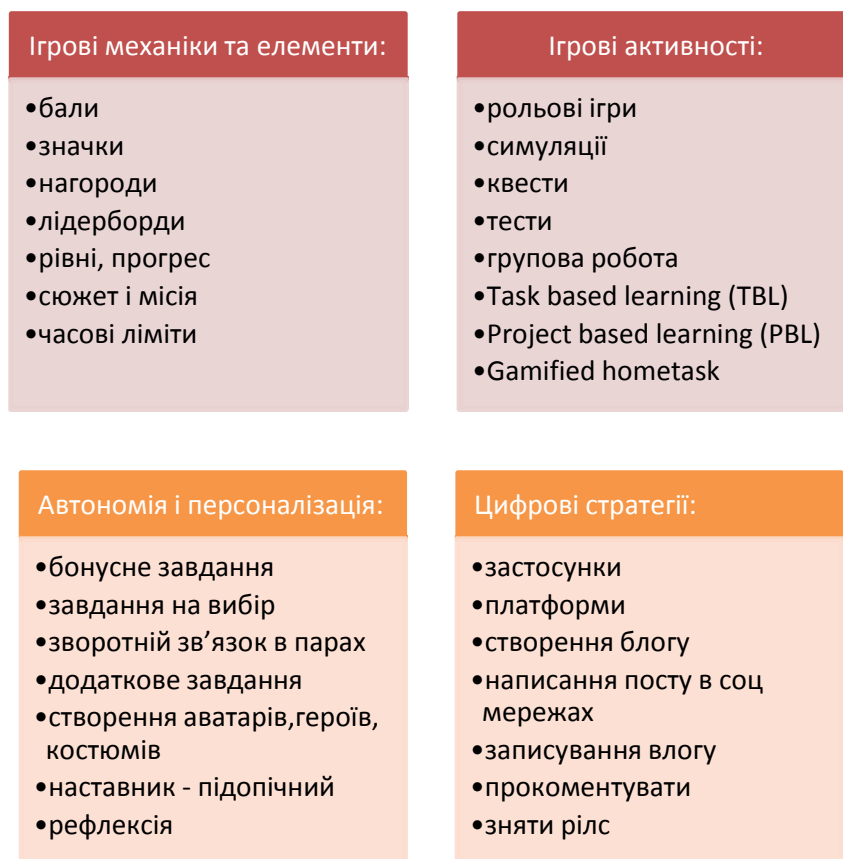 Ігрові механіки та елементи:
•бали
•значки
•нагороди
•лідерборди
•рівні, прогрес
•сюжет і місія
•часові ліміти
Ігрові активності:
•рольові ігри
•симуляції
•квести
•тести
•групова робота
•Task based learning (TBL)
•Project based learning (PBL)
•Gamified hometask
Автономія і персоналізація:
•бонусне завдання
•завдання на вибір
•зворотній зв’язок в парах
•додаткове завдання
•створення аватарів,героїв,
костюмів
•наставник - підопічний
•рефлексія
Цифрові стратегії:
•застосунки
•платформи
•створення блогу
•написання посту в соц
мережах
•записування влогу
•прокоментувати
•зняти рілс